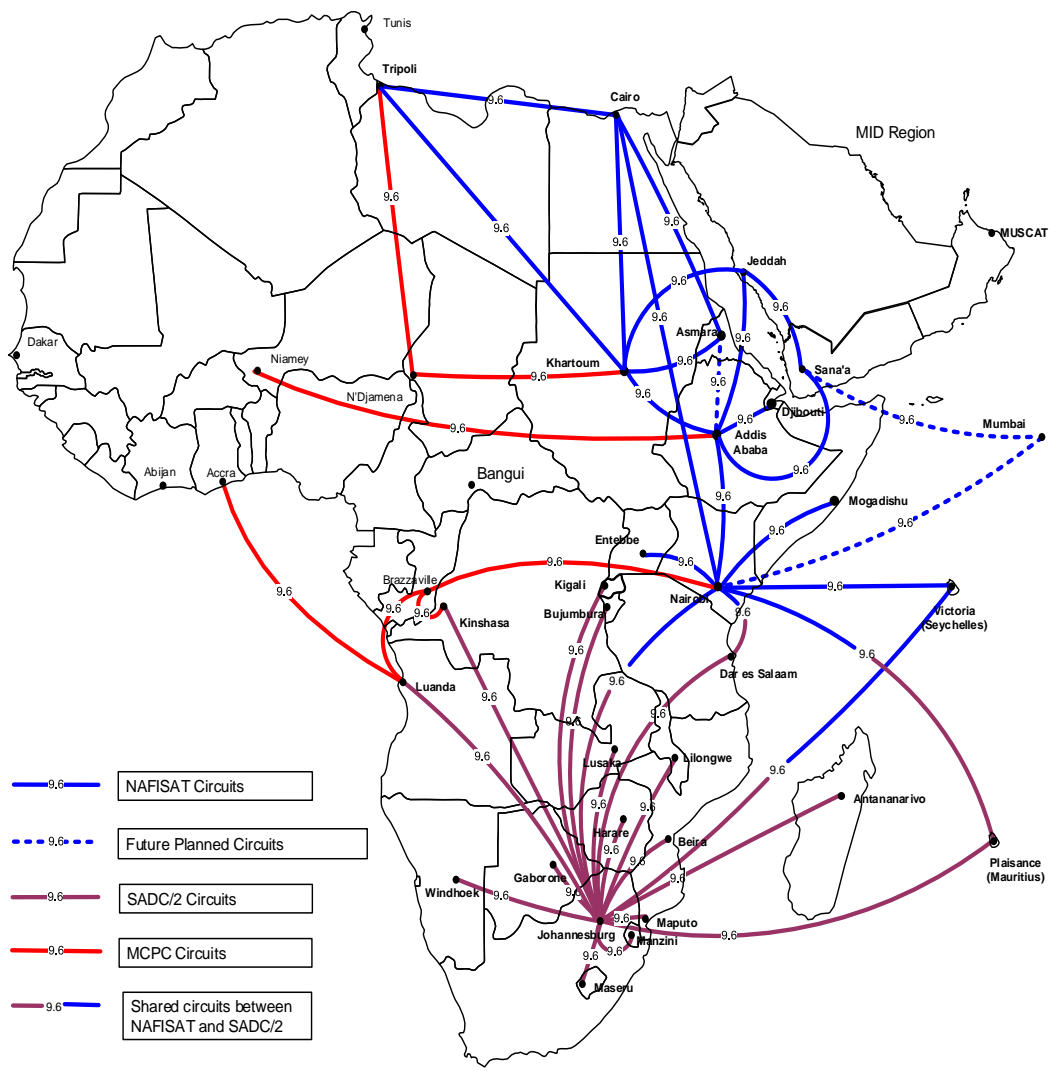 Tunis
Tripoli
Cairo
9.6
MID Region
9.6
9.6
9.6
9.6
MUSCAT
Jeddah
9.6
9.6
9.6
9.6
Asmara
Dakar
Khartoum
9.6
Niamey
Sana'a
9.6
9.6
9.6
N'Djamena
9.6
Djibouti
9.6
9.6
Mumbai
9.6
Addis
Ababa
9.6
Bangui
Abijan
Accra
9.6
Mogadishu
9.6
9.6
Entebbe
9.6
9.6
Brazzaville
Kigali
Nairobi
9.6
9.6
9.6
9.6
Kinshasa
Bujumbura
9.6
Victoria
(Seychelles)
9.6
9.6
Dar es Salaam
9.6
Luanda
9.6
9.6
9.6
9.6
9.6
Lusaka
Lilongwe
9.6
NAFISAT Circuits
9.6
9.6
9.6
Antananarivo
Harare
9.6
Future Planned Circuits
9.6
Beira
9.6
Plaisance
(Mauritius)
Gaborone
Windhoek
9.6
9.6
9.6
9.6
SADC/2 Circuits
9.6
Maputo
Johannesburg
9.6
Manzini
9.6
9.6
MCPC Circuits
9.6
Maseru
9.6
Shared circuits between
NAFISAT and SADC/2